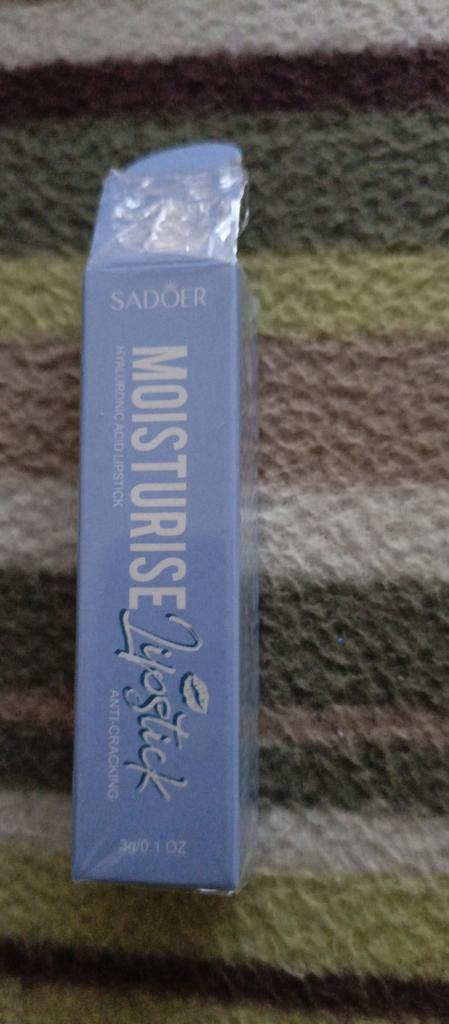 SADOER
MOISTURISE
HYALURONIC ACID LIPSTICK
Lipstick
ANTI-CRACKING
3g/0.1 OZ